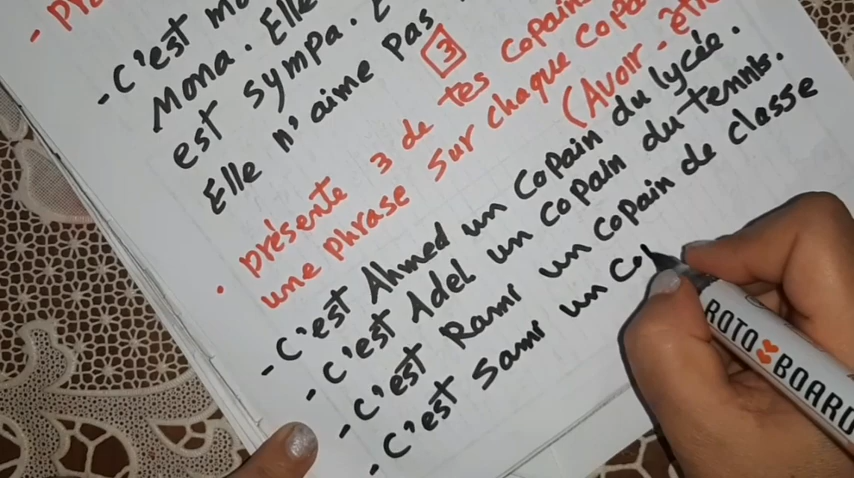 - C'est
Mona. Elle
est sympa.
Elle n'aime pas
3
• présente 3 de tes copains
une phrase sur chaque
(Avoir-être
- C'est Ahmed un copain du lycée.
- C'est Adel un copain du tennis.
- C'est Rami un copain de classe
- C'est Sami un Co
ROTO BOARD